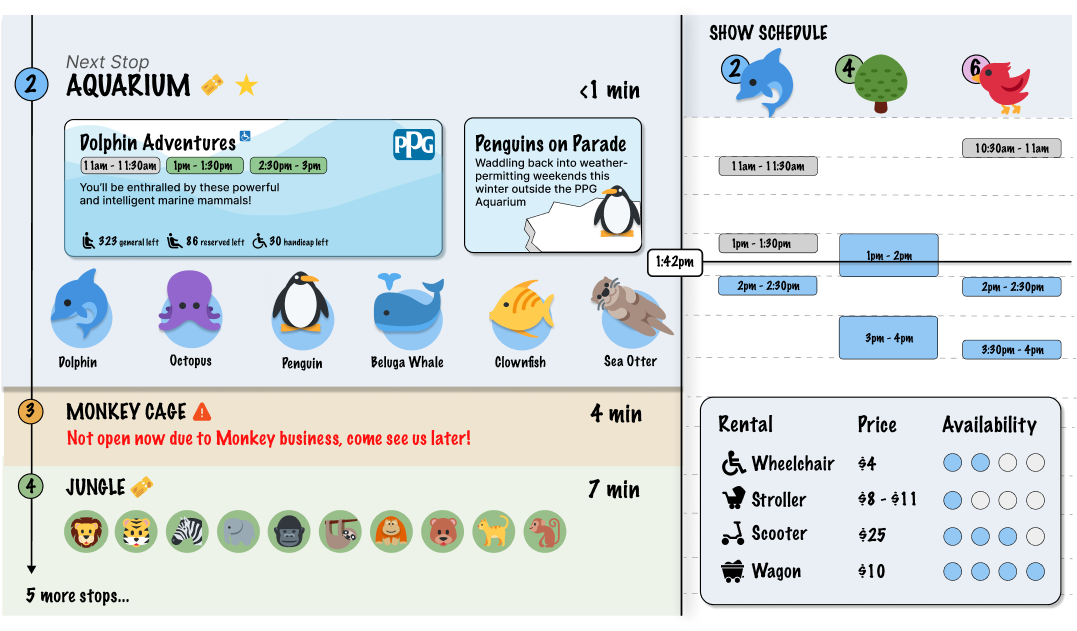 Next Stop
2
AQUARIUM
<1 min
Dolphin Adventures
PPG
11am - 11:30am
1pm - 1:30pm
2:30pm - 3pm
You'll be enthralled by these powerful
and intelligent marine mammals!
323 general left
86 reserved left
30 handicap left
Penguins on Parade
Waddling back into weather-
permitting weekends this
winter outside the PPG
Aquarium
Dolphin
Octopus
Penguin
Beluga Whale
Clownfish
Sea Otter
3
MONKEY CAGE
4 min
Not open now due to Monkey business, come see us later!
4
JUNGLE
7 min
5 more stops...
SHOW SCHEDULE
2
4
6
10:30am - 11am
11am - 11:30am
1pm - 1:30pm
1pm - 2pm
1:42pm
2pm - 2:30pm
2pm - 2:30pm
3pm - 4pm
3:30pm - 4pm
Rental Price Availability
Wheelchair $4
Stroller $8 - $11
Scooter $25
Wagon $10